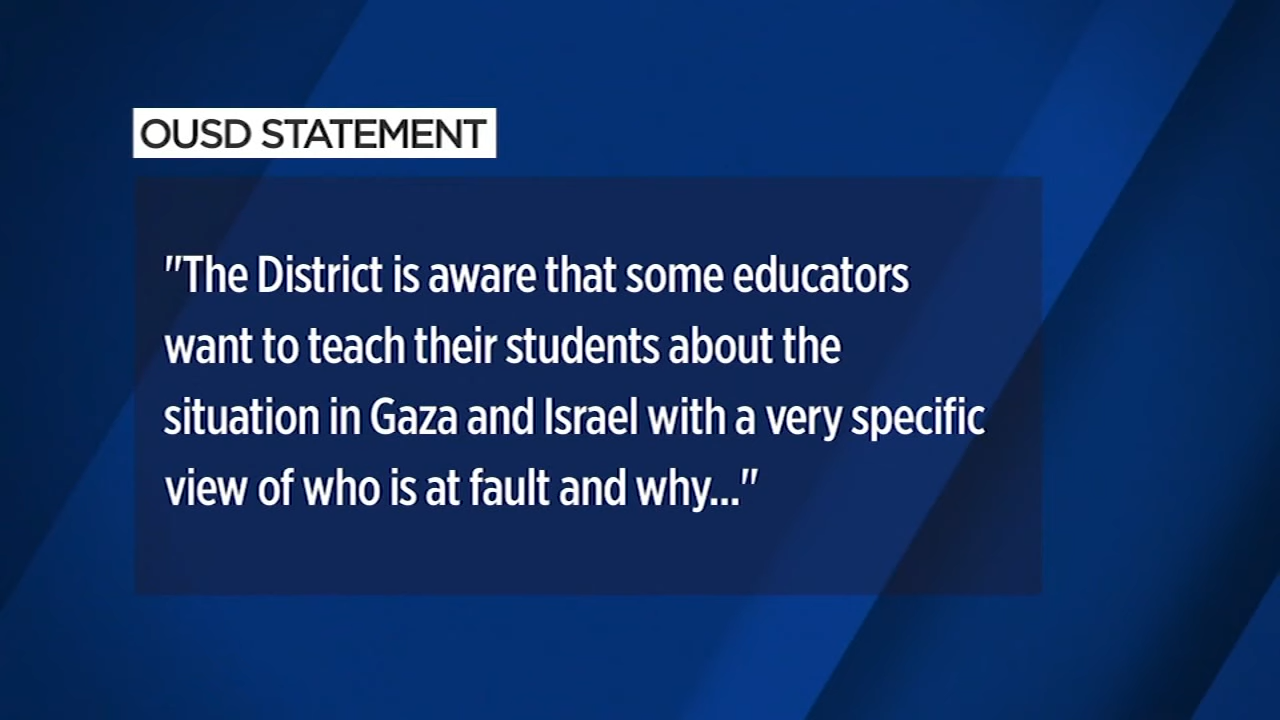 OUSD STATEMENT
"The District is aware that some educators
want to teach their students about the
situation in Gaza and Israel with a very specific
view of who is at fault and why..."